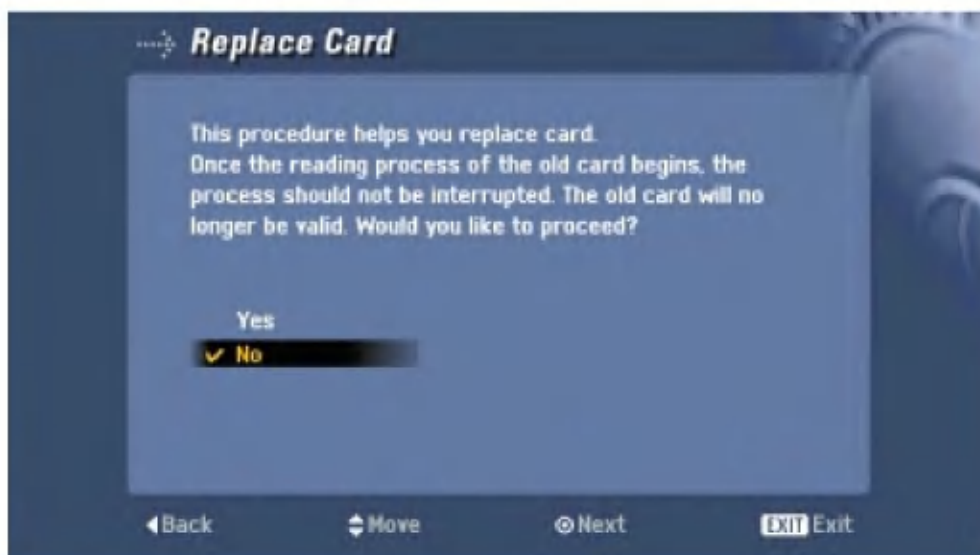 Replace Card
This procedure helps you replace card.
Once the reading process of the old card begins, the
process should not be interrupted. The old card will no
longer be valid. Would you like to proceed?
Yes
No
Back Move Next EXIT Exit